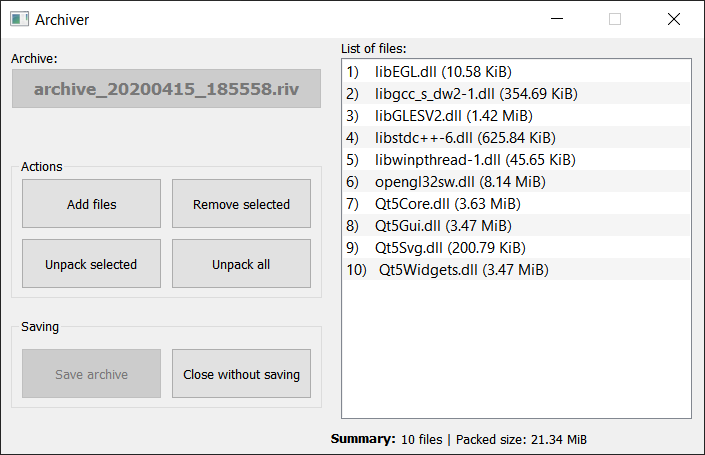 Archiver
Archive:
archive_20200415_185558.riv
Actions
Add files
Remove selected
Unpack selected
Unpack all
Saving
Save archive
Close without saving
List of files:
1) libEGL.dll (10.58 KiB)
2) libgcc_s_dw2-1.dll (354.69 KiB)
3) libGLESV2.dll (1.42 MiB)
4) libstdc++-6.dll (625.84 KiB)
5) libwinpthread-1.dll (45.65 KiB)
6) opengl32sw.dll (8.14 MiB)
7) Qt5Core.dll (3.63 MiB)
8) Qt5Gui.dll (3.47 MiB)
9) Qt5Svg.dll (200.79 KiB)
10) Qt5Widgets.dll (3.47 MiB)
Summary: 10 files | Packed size: 21.34 MiB